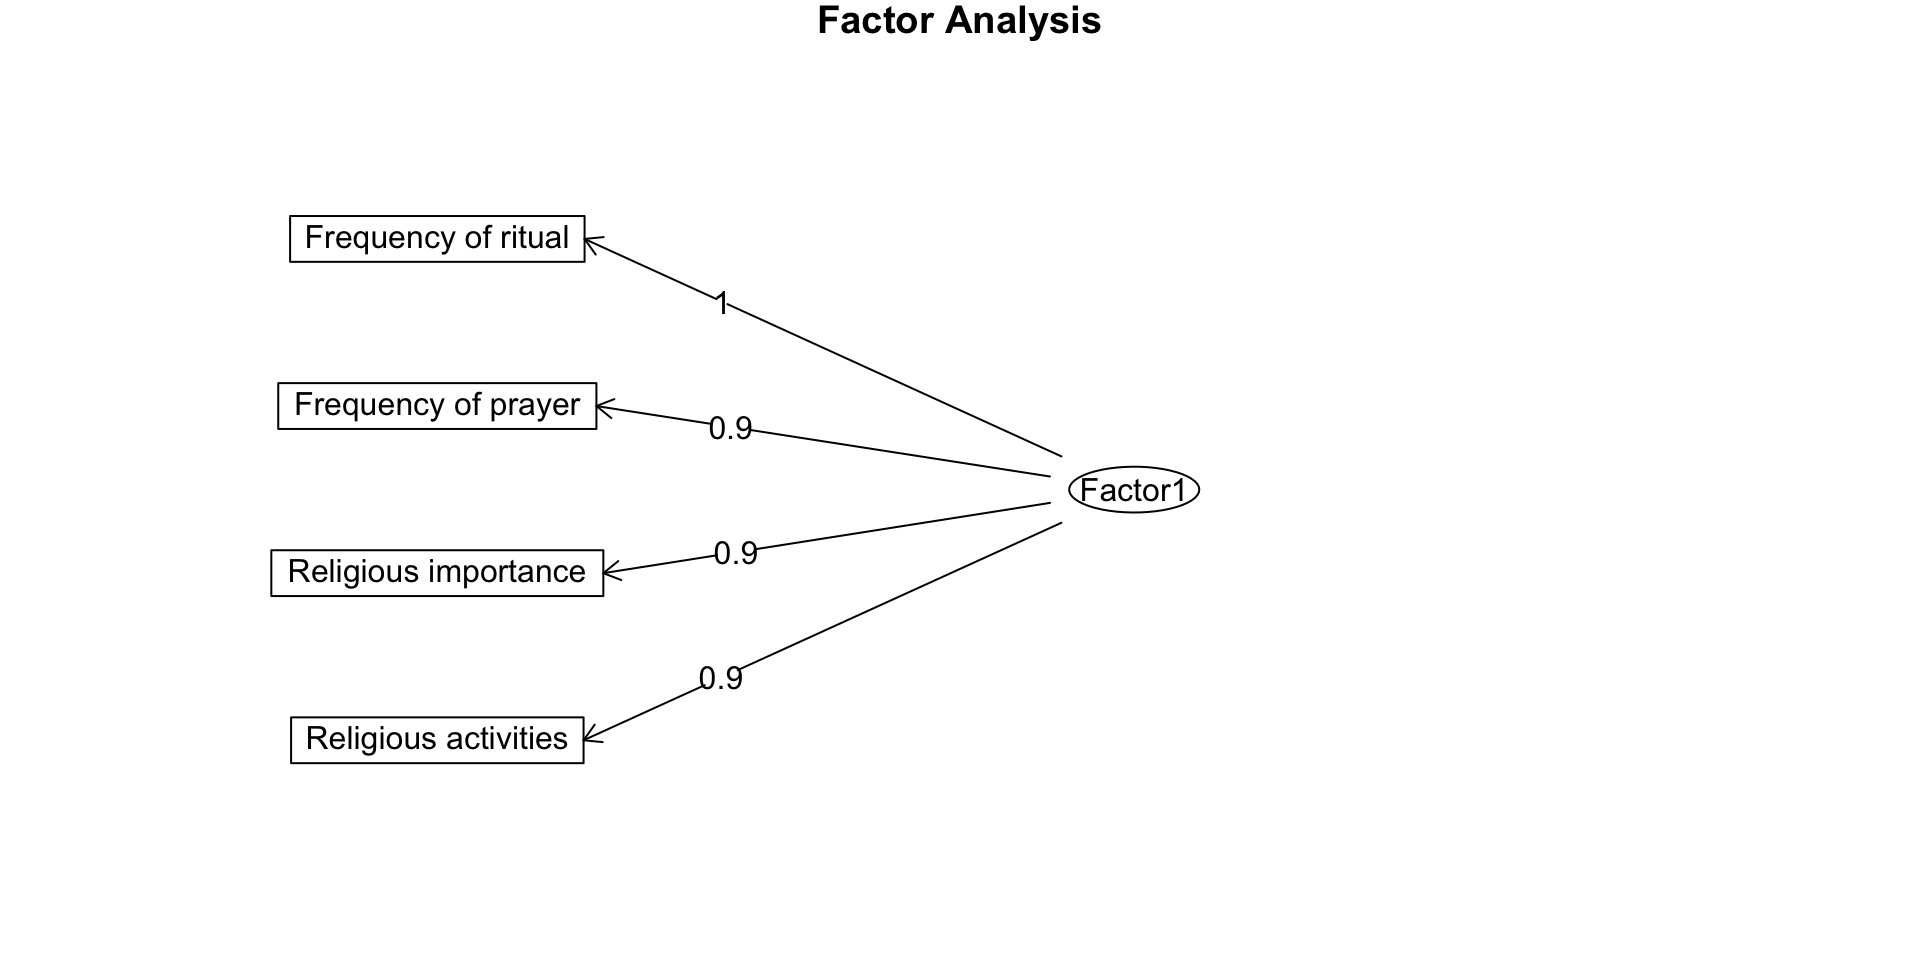 Factor Analysis
Frequency of ritual
1
Frequency of prayer
0.9
Factor1
Religious importance
0.9
Religious activities
0.9